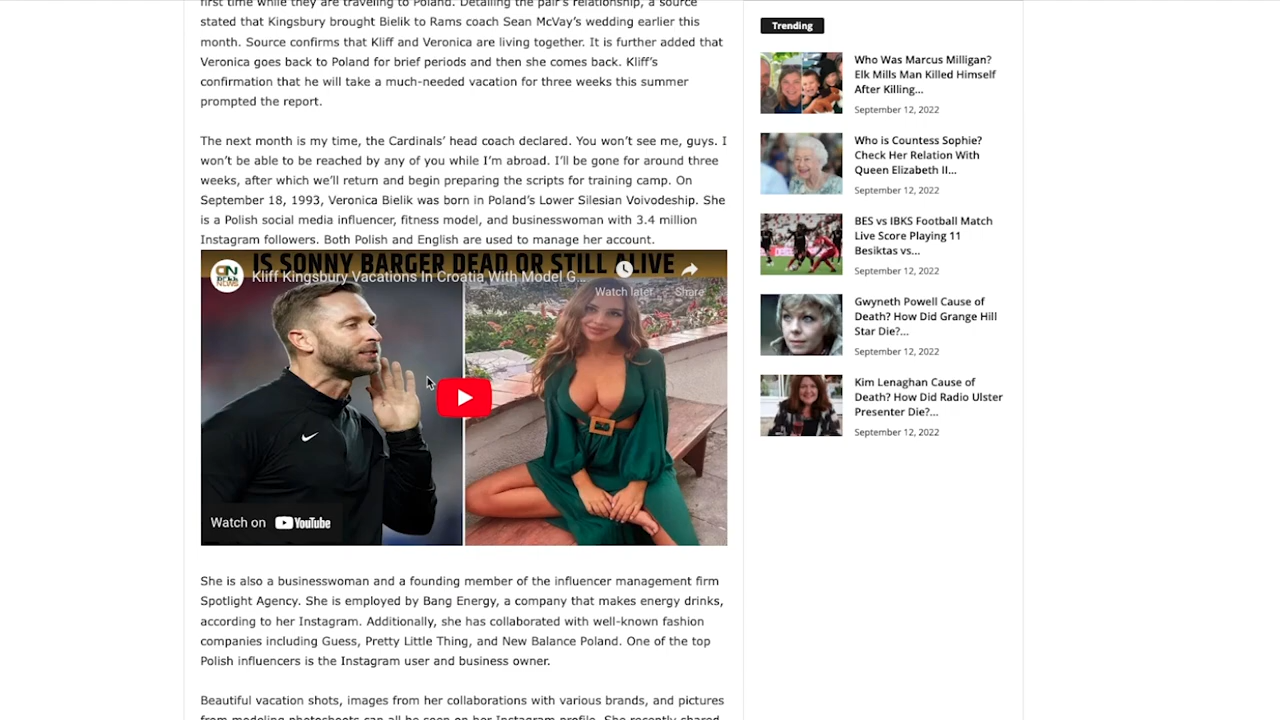 first time while they are traveling to Poland. Detailing the pair's relationship, a source
stated that Kingsbury brought Bielik to Rams coach Sean McVay's wedding earlier this
month. Source confirms that Kliff and Veronica are living together. It is further added that
Veronica goes back to Poland for brief periods and then she comes back. Kliff's
confirmation that he will take a much-needed vacation for three weeks this summer
prompted the report.
The next month is my time, the Cardinals' head coach declared. You won't see me, guys. I
won't be able to be reached by any of you while I'm abroad. I'll be gone for around three
weeks, after which we'll return and begin preparing the scripts for training camp. On
September 18, 1993, Veronica Bielik was born in Poland's Lower Silesian Voivodeship. She
is a Polish social media influencer, fitness model, and businesswoman with 3.4 million
Instagram followers. Both Polish and English are used to manage her account.
IS SONNY BARGER DEAD OR STILL ALIVE
Kliff Kingsbury Vacations In Croatia With Model G...
Watch later
Share
Watch on YouTube
She is also a businesswoman and a founding member of the influencer management firm
Spotlight Agency. She is employed by Bang Energy, a company that makes energy drinks,
according to her Instagram. Additionally, she has collaborated with well-known fashion
companies including Guess, Pretty Little Thing, and New Balance Poland. One of the top
Polish influencers is the Instagram user and business owner.
Beautiful vacation shots, images from her collaborations with various brands, and pictures
from modeling photoshoots can all be seen on her Instagram profile. She recently shared
Trending
Who Was Marcus Milligan?
Elk Mills Man Killed Himself
After Killing...
September 12, 2022
Who is Countess Sophie?
Check Her Relation With
Queen Elizabeth II...
September 12, 2022
BES vs IBKS Football Match
Live Score Playing 11
Besiktas vs...
September 12, 2022
Gwyneth Powell Cause of
Death? How Did Grange Hill
Star Die?...
September 12, 2022
Kim Lenaghan Cause of
Death? How Did Radio Ulster
Presenter Die?...
September 12, 2022